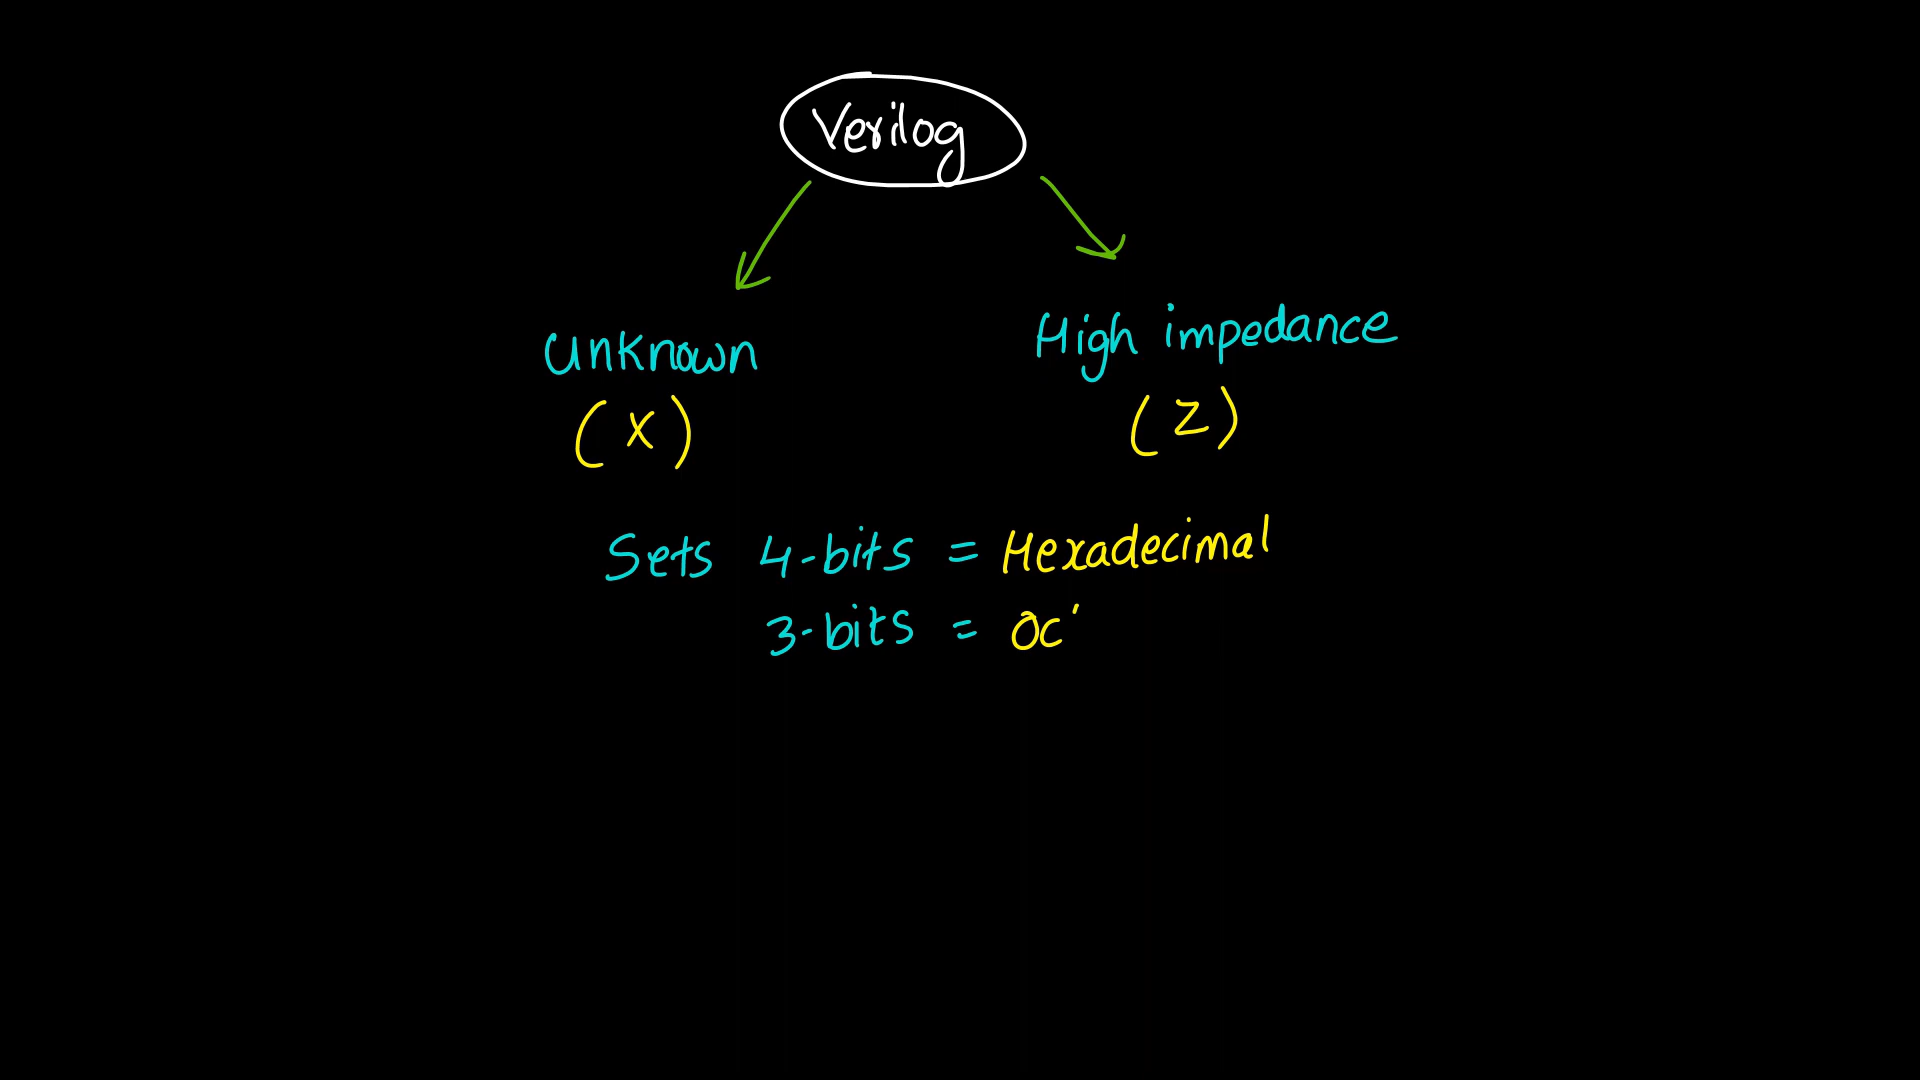 Verilog
Unknown High impedance
(X) (Z)
Sets 4-bits = Hexadecimal
3-bits = Oc'